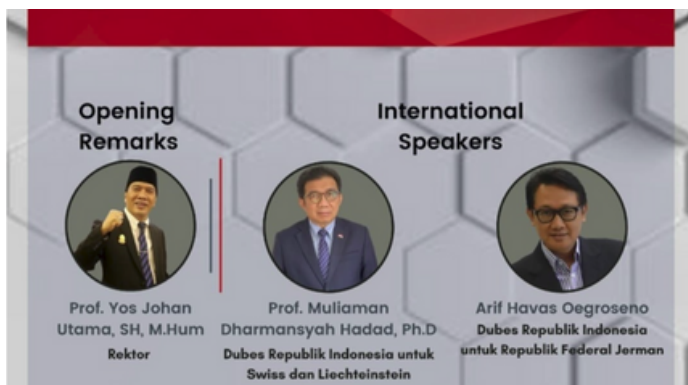 Opening
Remarks
International
Speakers
Prof. Yos Johan
Utama, SH, M.Hum
Rektor
Prof. Muliaman
Dharmansyah Hadad, Ph.D
Dubes Republik Indonesia untuk
Swiss dan Liechteinstein
Arif Havas Oegroseno
Dubes Republik Indonesia
untuk Republik Federal Jerman